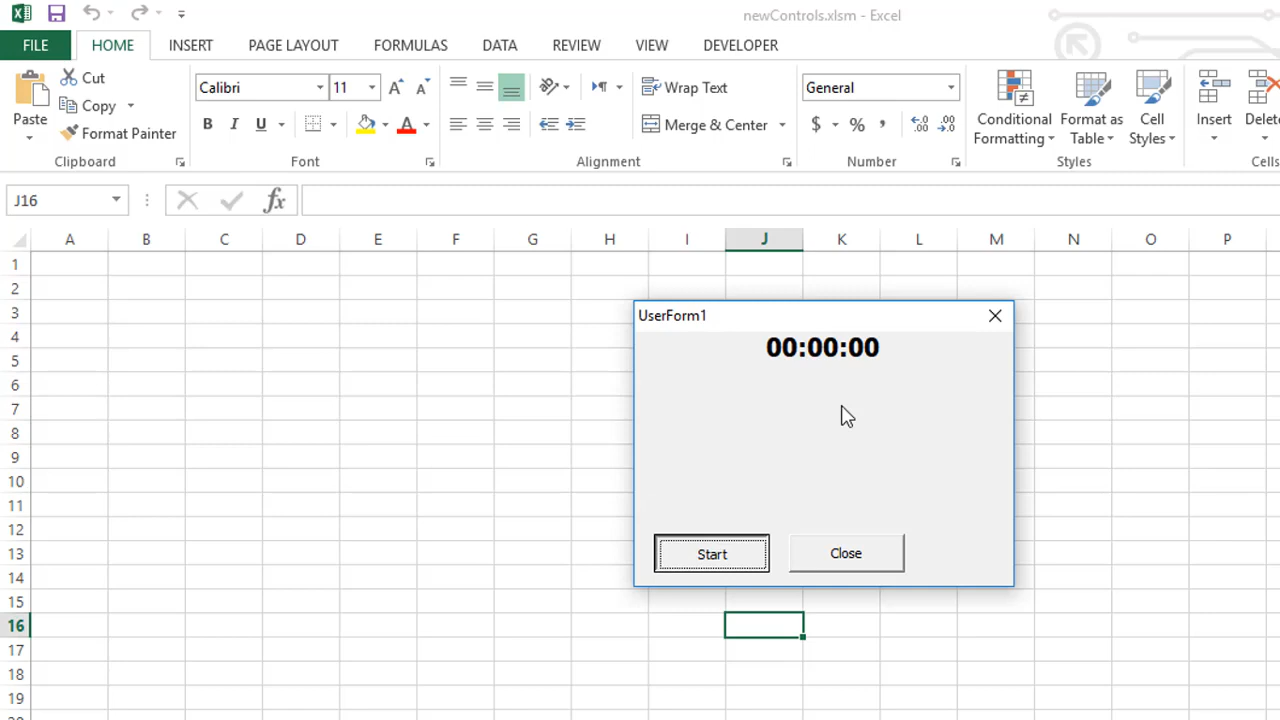 newControls.xlsm - Excel
FILE HOME INSERT PAGE LAYOUT FORMULAS DATA REVIEW VIEW DEVELOPER
Paste
Cut
Copy
Format Painter
Clipboard
Calibri 11
B I U A
Font
Wrap Text
Merge & Center
Alignment
General
$ % ,
Number
Conditional Formatting
Format as Table
Cell Styles
Styles
Insert
Delete
Cells
J16
fx
A B C D E F G H I J K L M N O P
1
2
3
4
5
6
7
8
9
10
11
12
13
14
15
16
17
18
19
UserForm1
00:00:00
Start Close